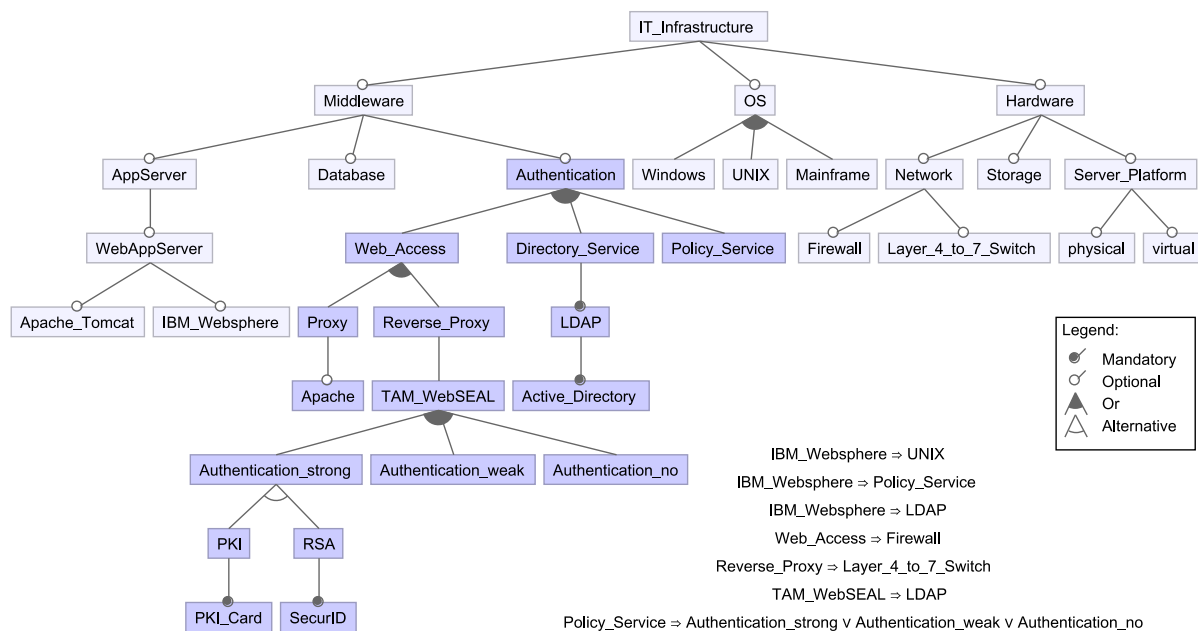 IT_Infrastructure
Middleware
OS
Hardware
AppServer
Database
Authentication
Windows
UNIX
Mainframe
Network
Storage
Server_Platform
WebAppServer
Web_Access
Directory_Service
Policy_Service
Firewall
Layer_4_to_7_Switch
physical
virtual
Apache_Tomcat
IBM_Websphere
Proxy
Reverse_Proxy
LDAP
Apache
TAM_WebSEAL
Active_Directory
Legend:
Mandatory
Optional
Or
Alternative
Authentication_strong
Authentication_weak
Authentication_no
PKI
RSA
PKI_Card
SecurID
IBM_Websphere ⇒ UNIX
IBM_Websphere ⇒ Policy_Service
IBM_Websphere ⇒ LDAP
Web_Access ⇒ Firewall
Reverse_Proxy ⇒ Layer_4_to_7_Switch
TAM_WebSEAL ⇒ LDAP
Policy_Service ⇒ Authentication_strong ∨ Authentication_weak ∨ Authentication_no